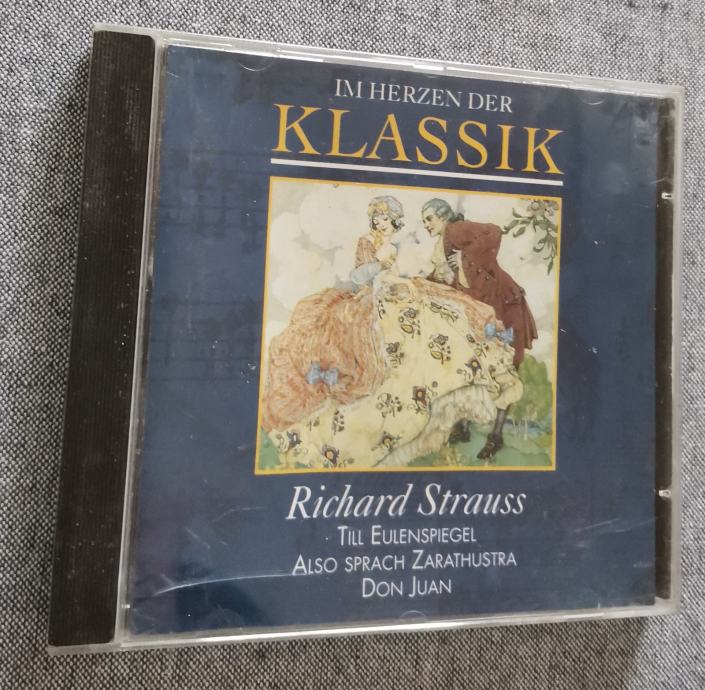 IM HERZEN DER
KLASSIK
Richard Strauss
TILL EULENSPIEGEL
ALSO SPRACH ZARATHUSTRA
DON JUAN